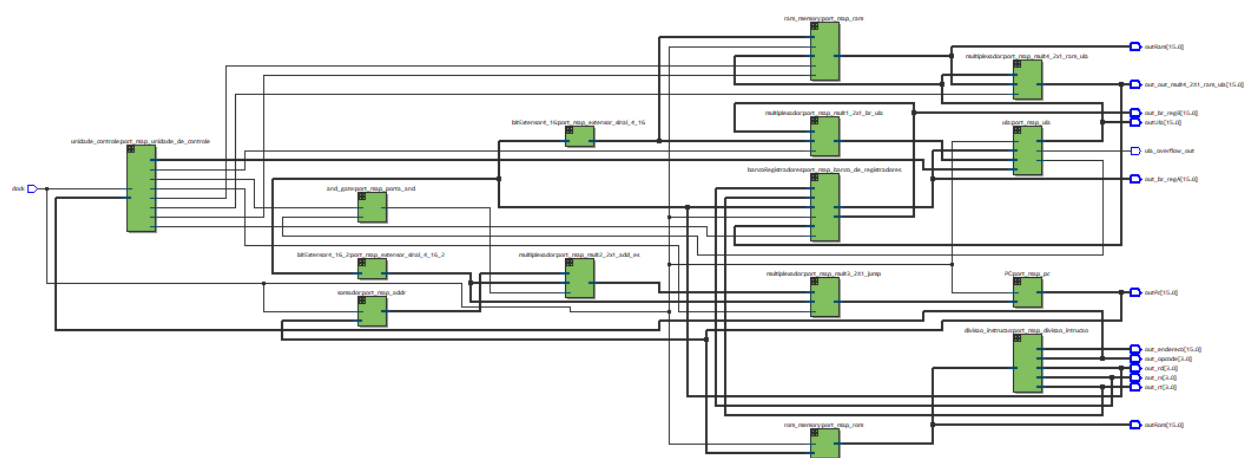 ram_memory:port_map_ram
outRam[15..0]
multiplexador:port_map_mult4_2x1_ram_ula
out_out_mult4_2X1_ram_ula[15..0]
multiplexador:port_map_mult1_2x1_br_ula
out_br_regB[15..0]
bitExtensor4_16:port_map_extensor_sinal_4_16
ula:port_map_ula
outUla[15..0]
unidade_controle:port_map_unidade_de_controle
ula_overflow_out
bancoRegistradores:port_map_banco_de_registradores
out_br_regA[15..0]
clock
and_gate:port_map_porta_and
bitExtensor4_16_2:port_map_extensor_sinal_4_16_2
multiplexador:port_map_mult2_2x1_add_es
multiplexador:port_map_mult3_2X1_jump
PC:port_map_pc
outPc[15..0]
somador:port_map_addr
divisao_instrucao:port_map_divisao_intrucao
out_endereco[15..0]
out_opcode[3..0]
out_rd[3..0]
out_rs[3..0]
out_rt[3..0]
rom_memory:port_map_rom
outRom[15..0]